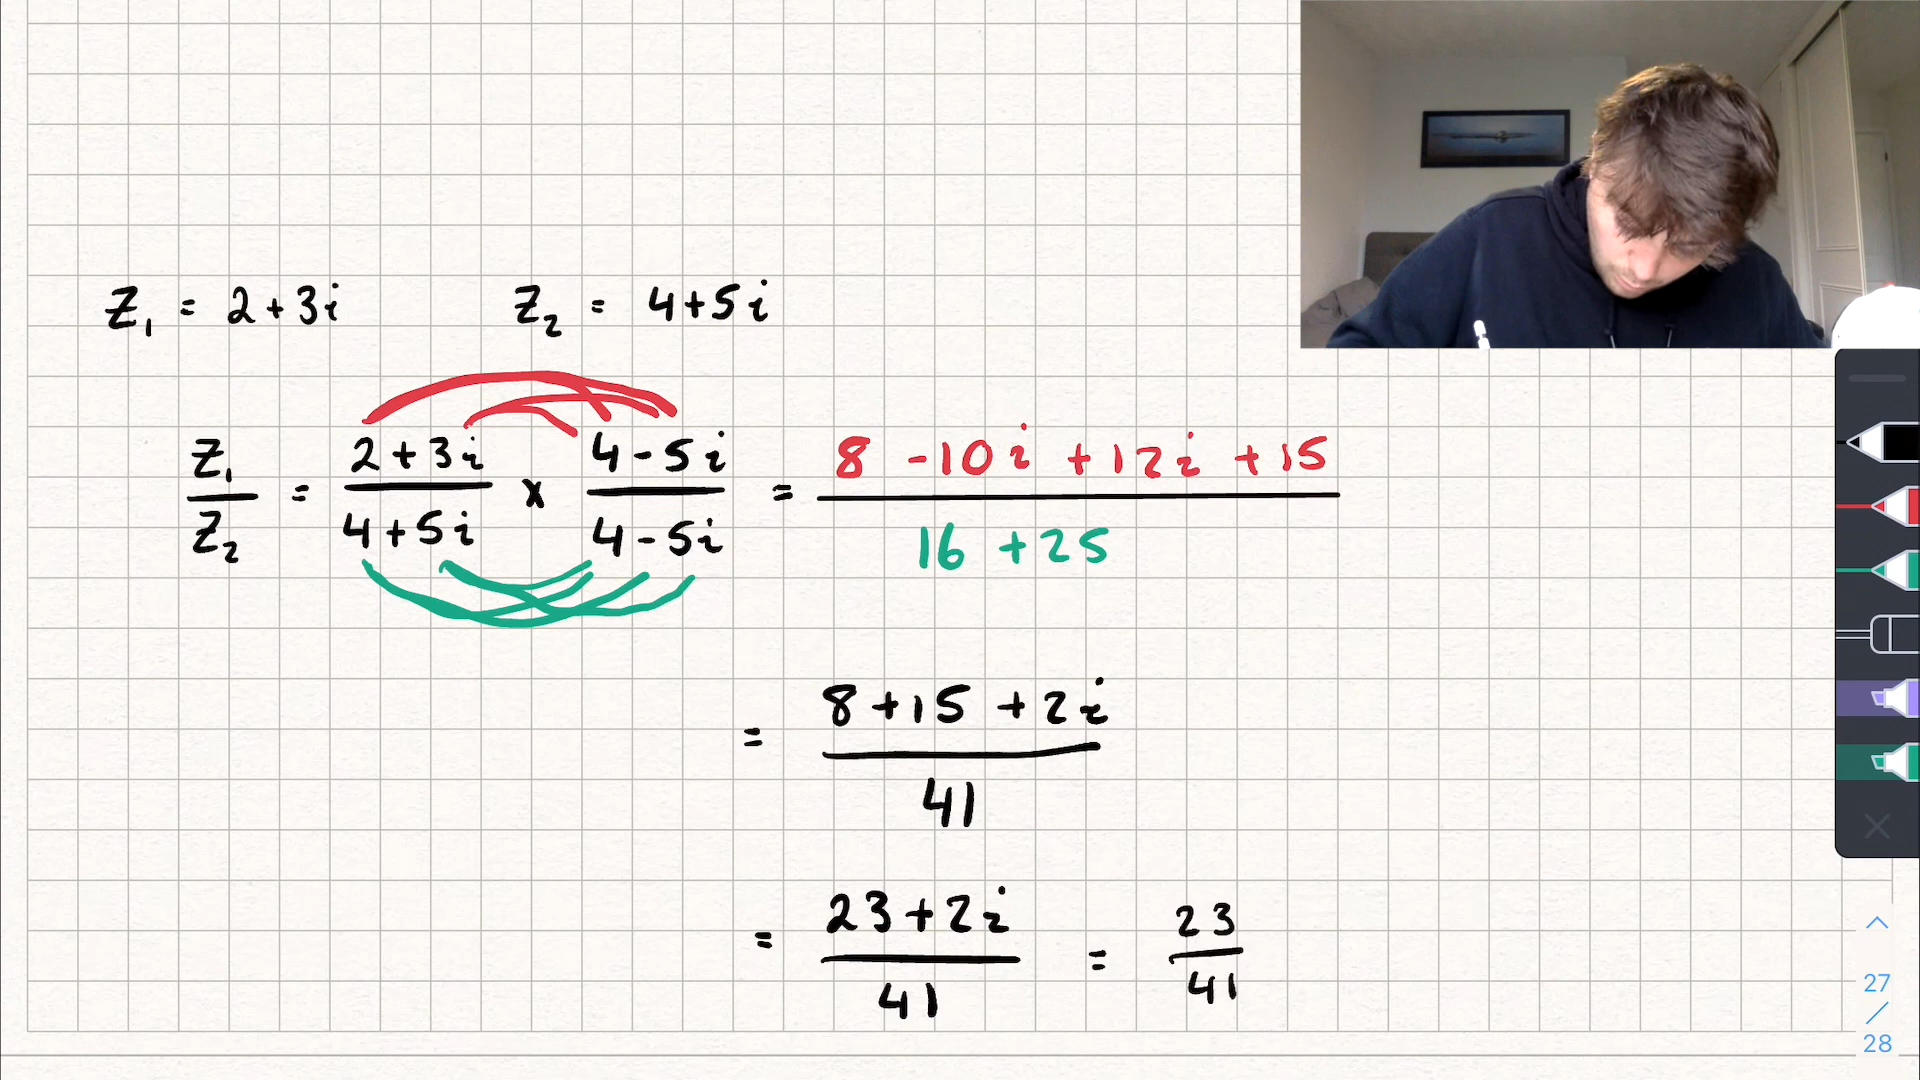 Z₁ = 2+3i Z₂ = 4+5i
Z₁/Z₂ = (2+3i)/(4+5i) x (4-5i)/(4-5i) = (8 -10i +12i +15)/(16 +25)
= (8+15 +2i)/41
= (23+2i)/41 = 23/41
27
/
28